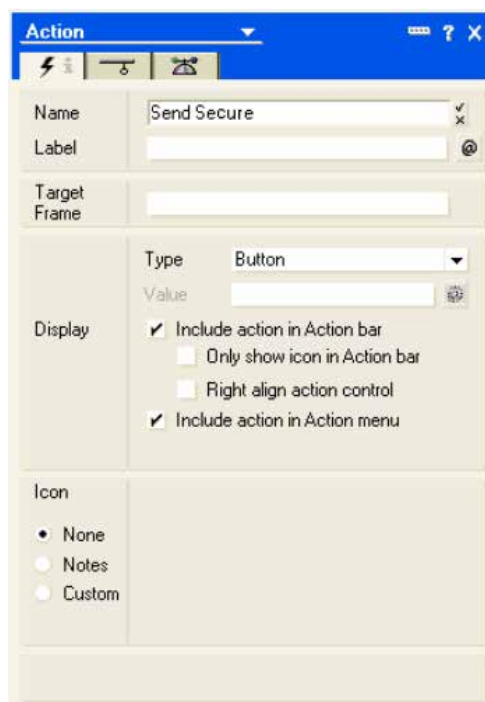 Action
? X
Name Send Secure
Label @
Target
Frame
Type Button
Value
Display Include action in Action bar
Only show icon in Action bar
Right align action control
Include action in Action menu
Icon
None
Notes
Custom